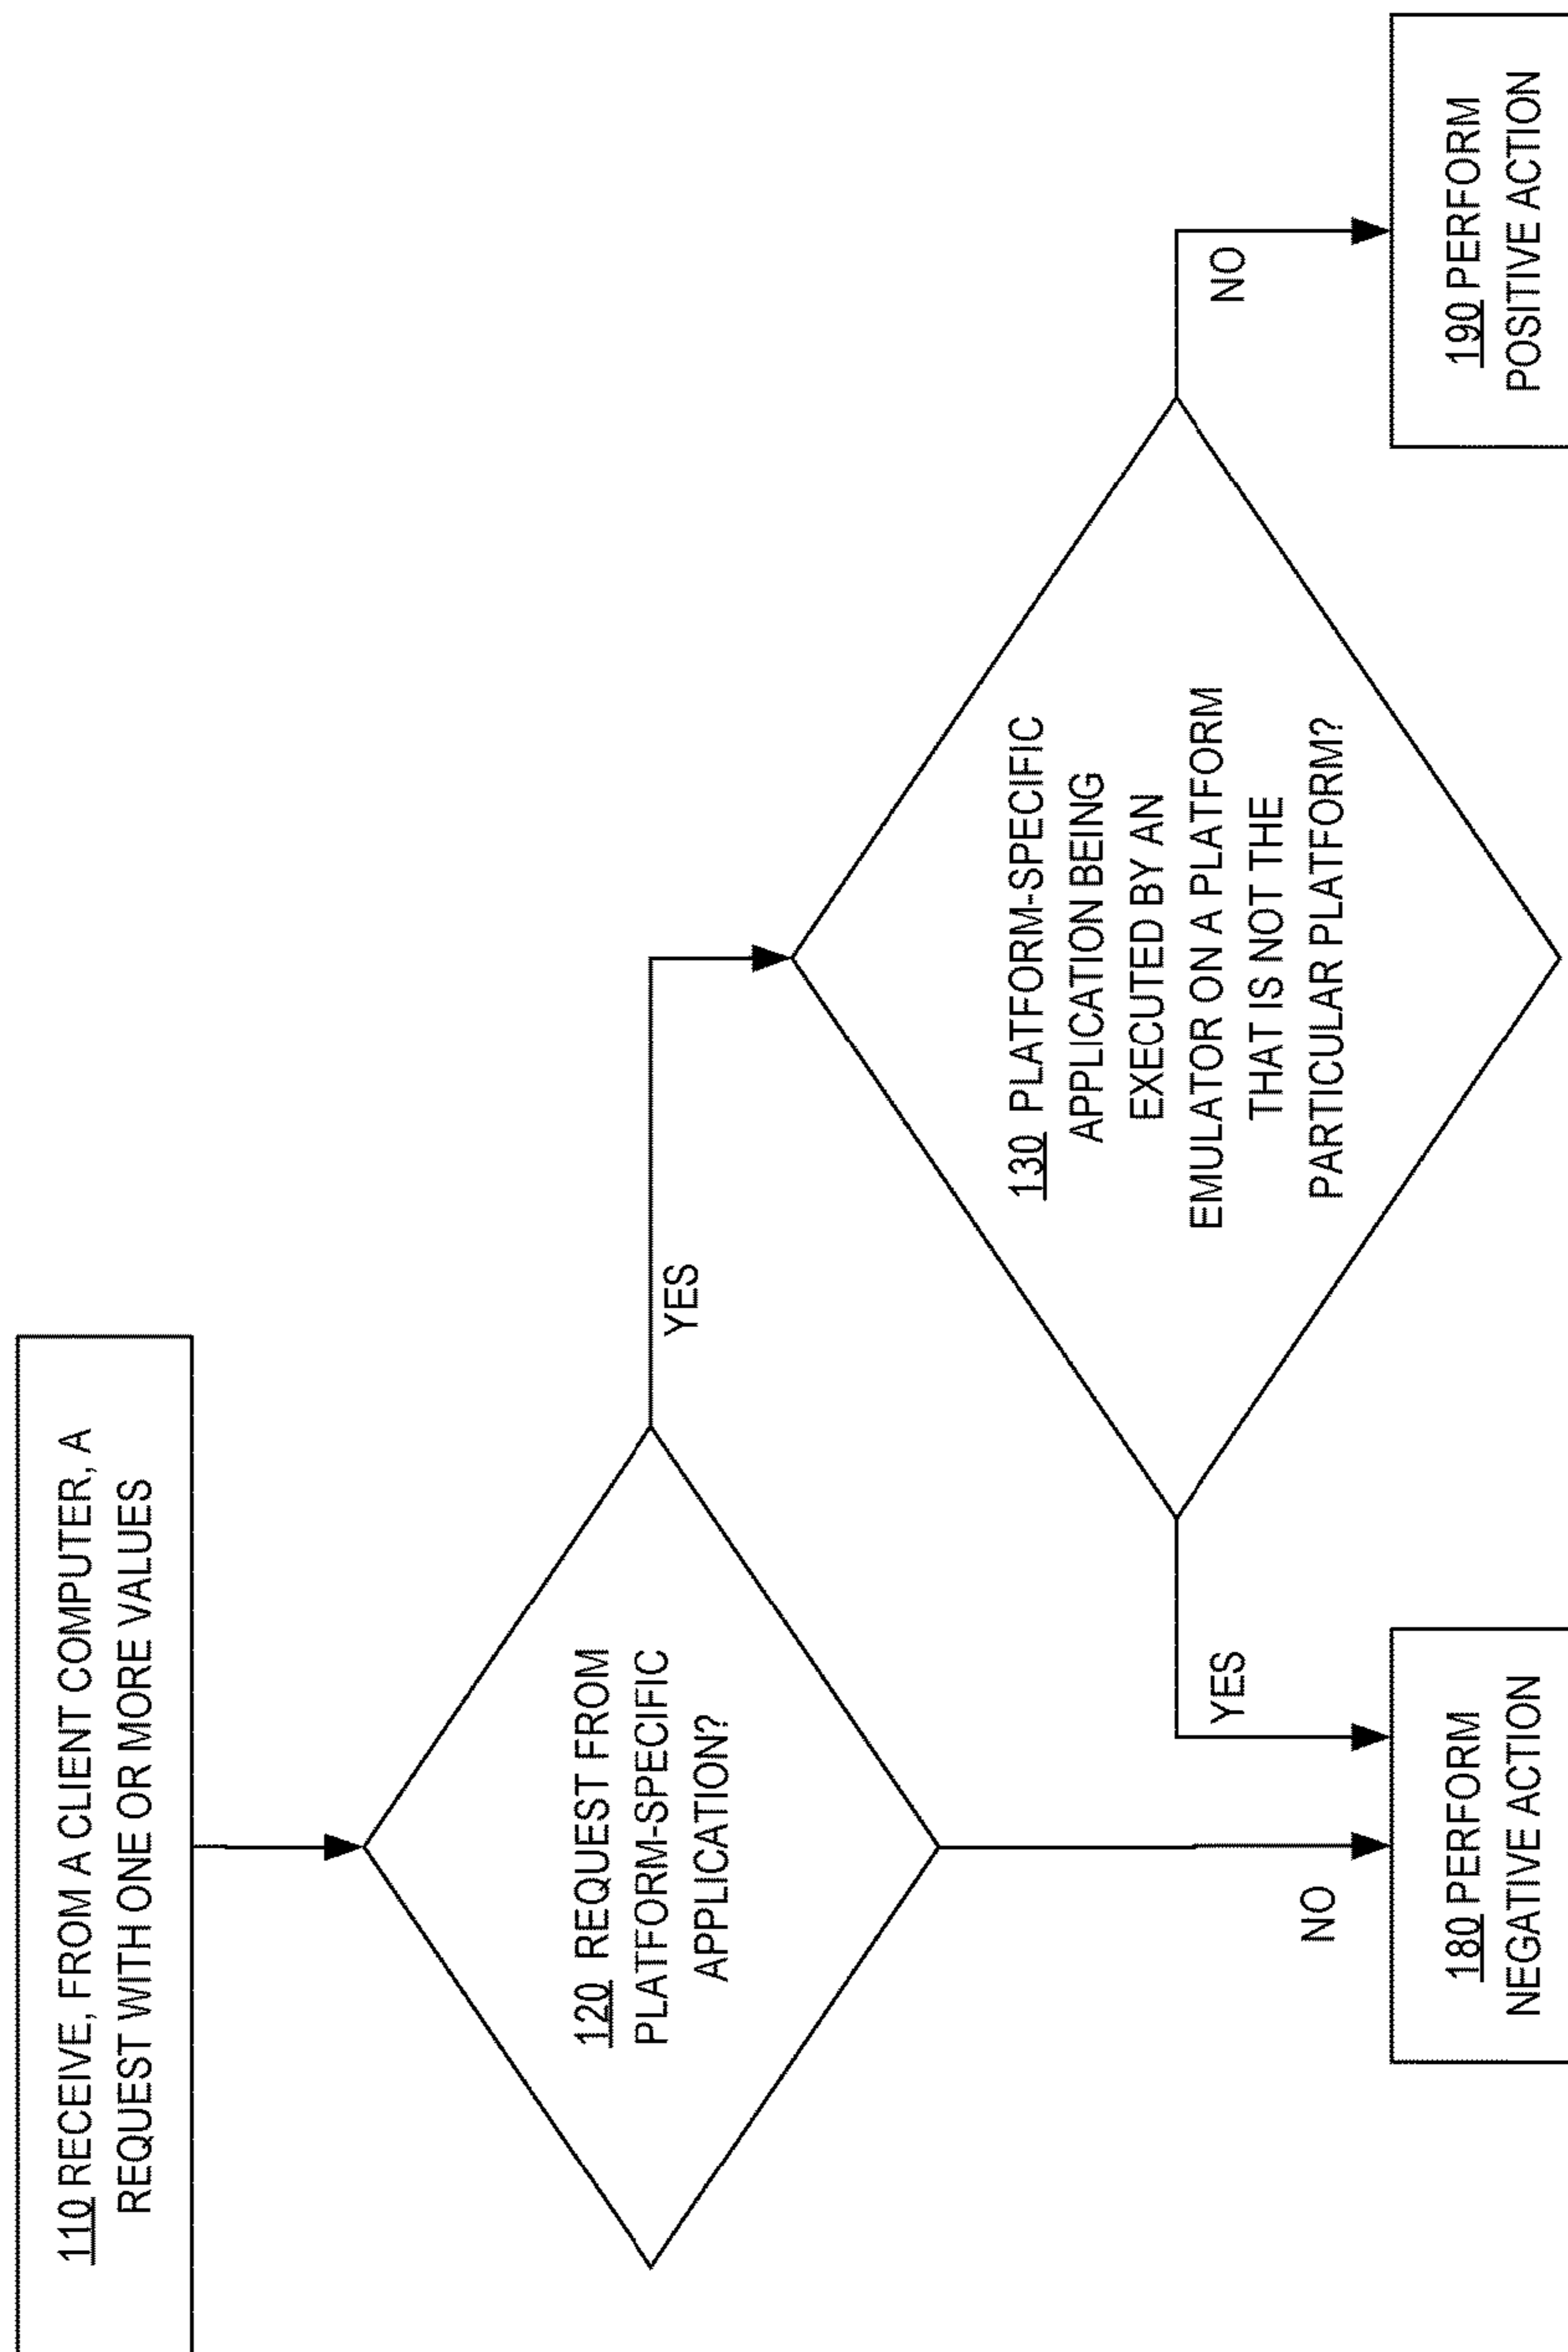 110 RECEIVE, FROM A CLIENT COMPUTER, A
REQUEST WITH ONE OR MORE VALUES
120 REQUEST FROM
PLATFORM-SPECIFIC
APPLICATION?
YES
NO
130 PLATFORM-SPECIFIC
APPLICATION BEING
EXECUTED BY AN
EMULATOR ON A PLATFORM
THAT IS NOT THE
PARTICULAR PLATFORM?
YES
NO
180 PERFORM
NEGATIVE ACTION
190 PERFORM
POSITIVE ACTION